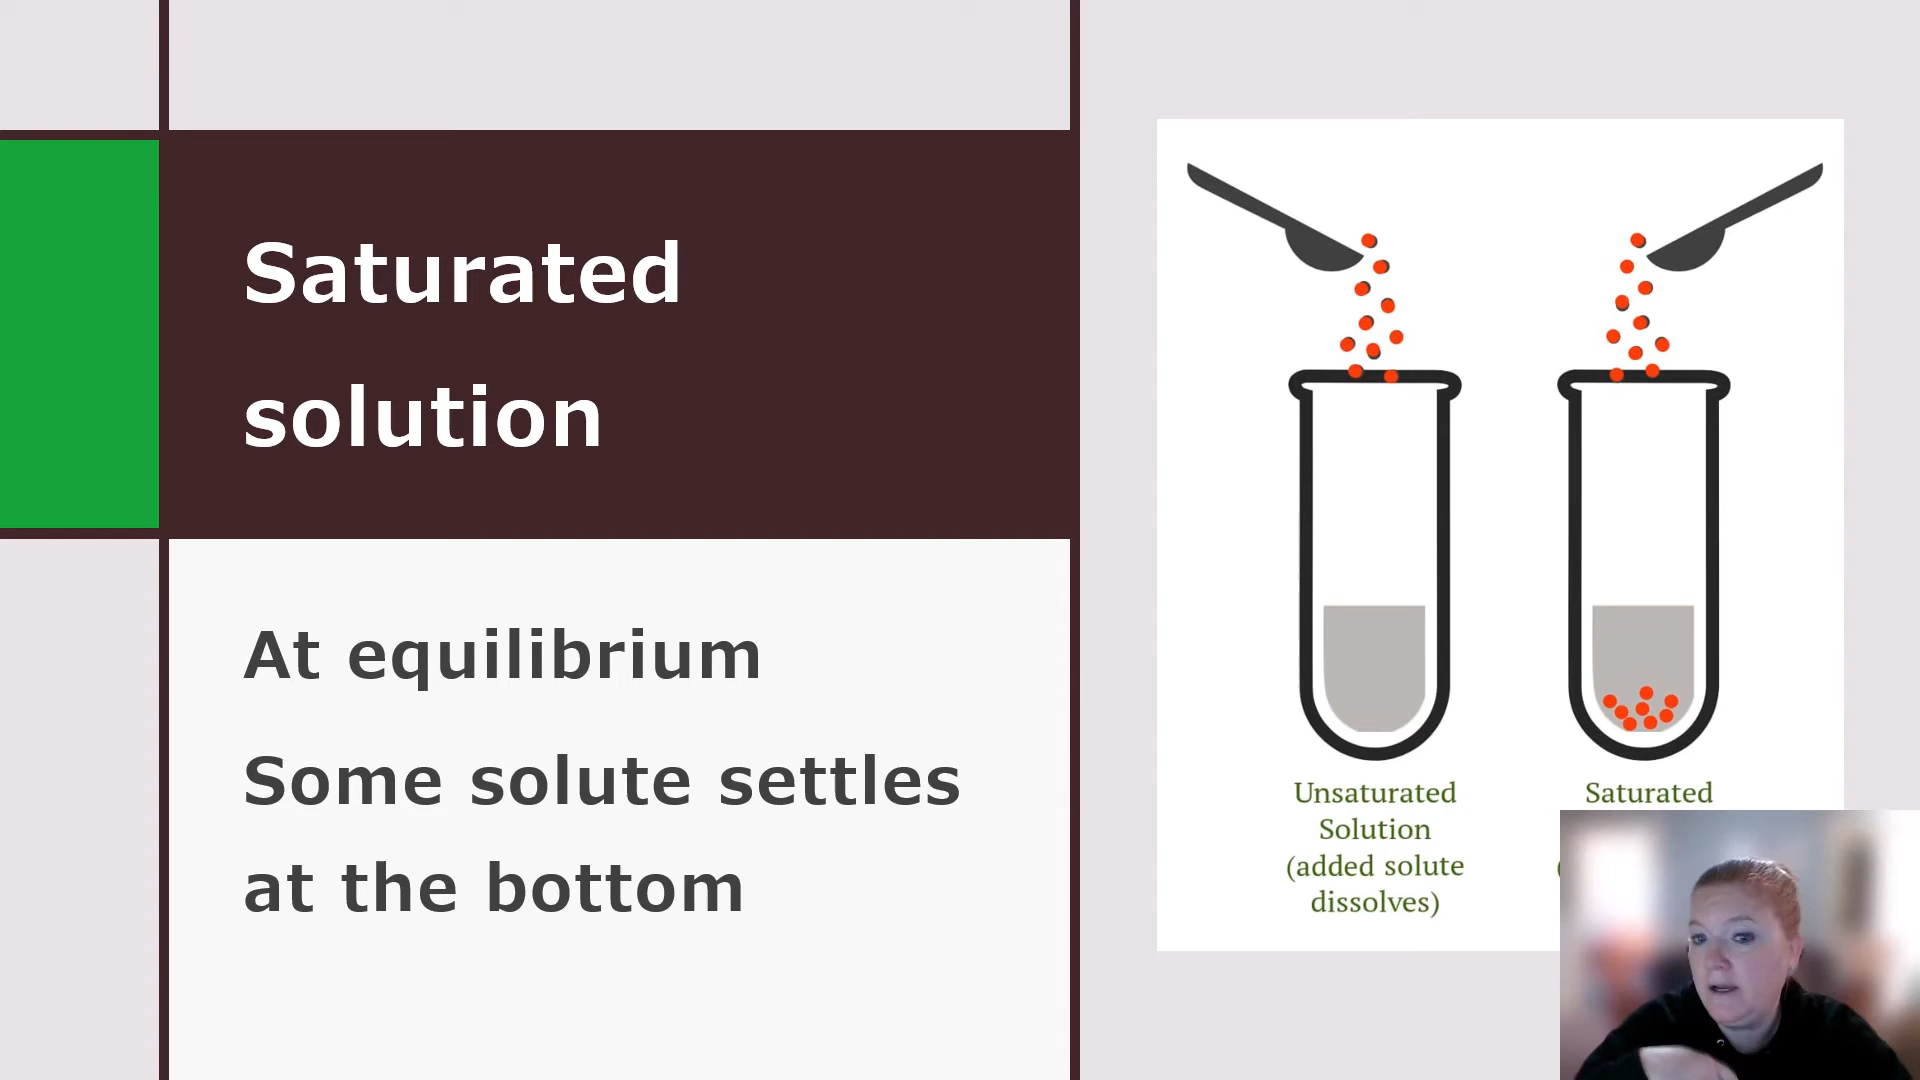 Saturated
solution
At equilibrium
Some solute settles
at the bottom
Unsaturated
Solution
(added solute
dissolves)
Saturated
(